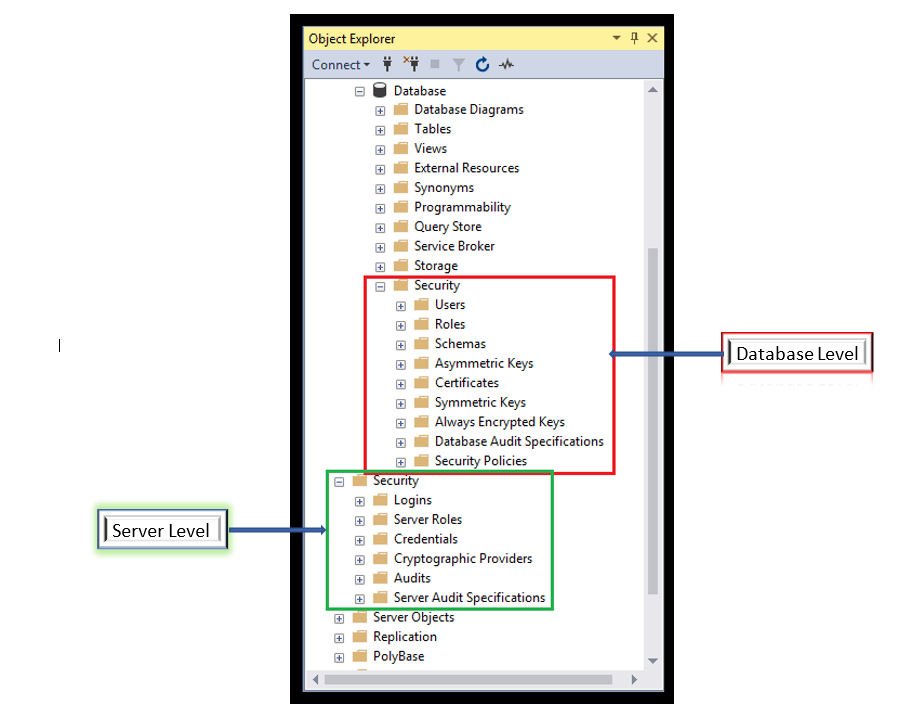 Object Explorer
Connect
Database
Database Diagrams
Tables
Views
External Resources
Synonyms
Programmability
Query Store
Service Broker
Storage
Security
Users
Roles
Schemas
Database Level
Asymmetric Keys
Certificates
Symmetric Keys
Always Encrypted Keys
Database Audit Specifications
Security Policies
Security
Logins
Server Roles
Server Level
Credentials
Cryptographic Providers
Audits
Server Audit Specifications
Server Objects
Replication
PolyBase